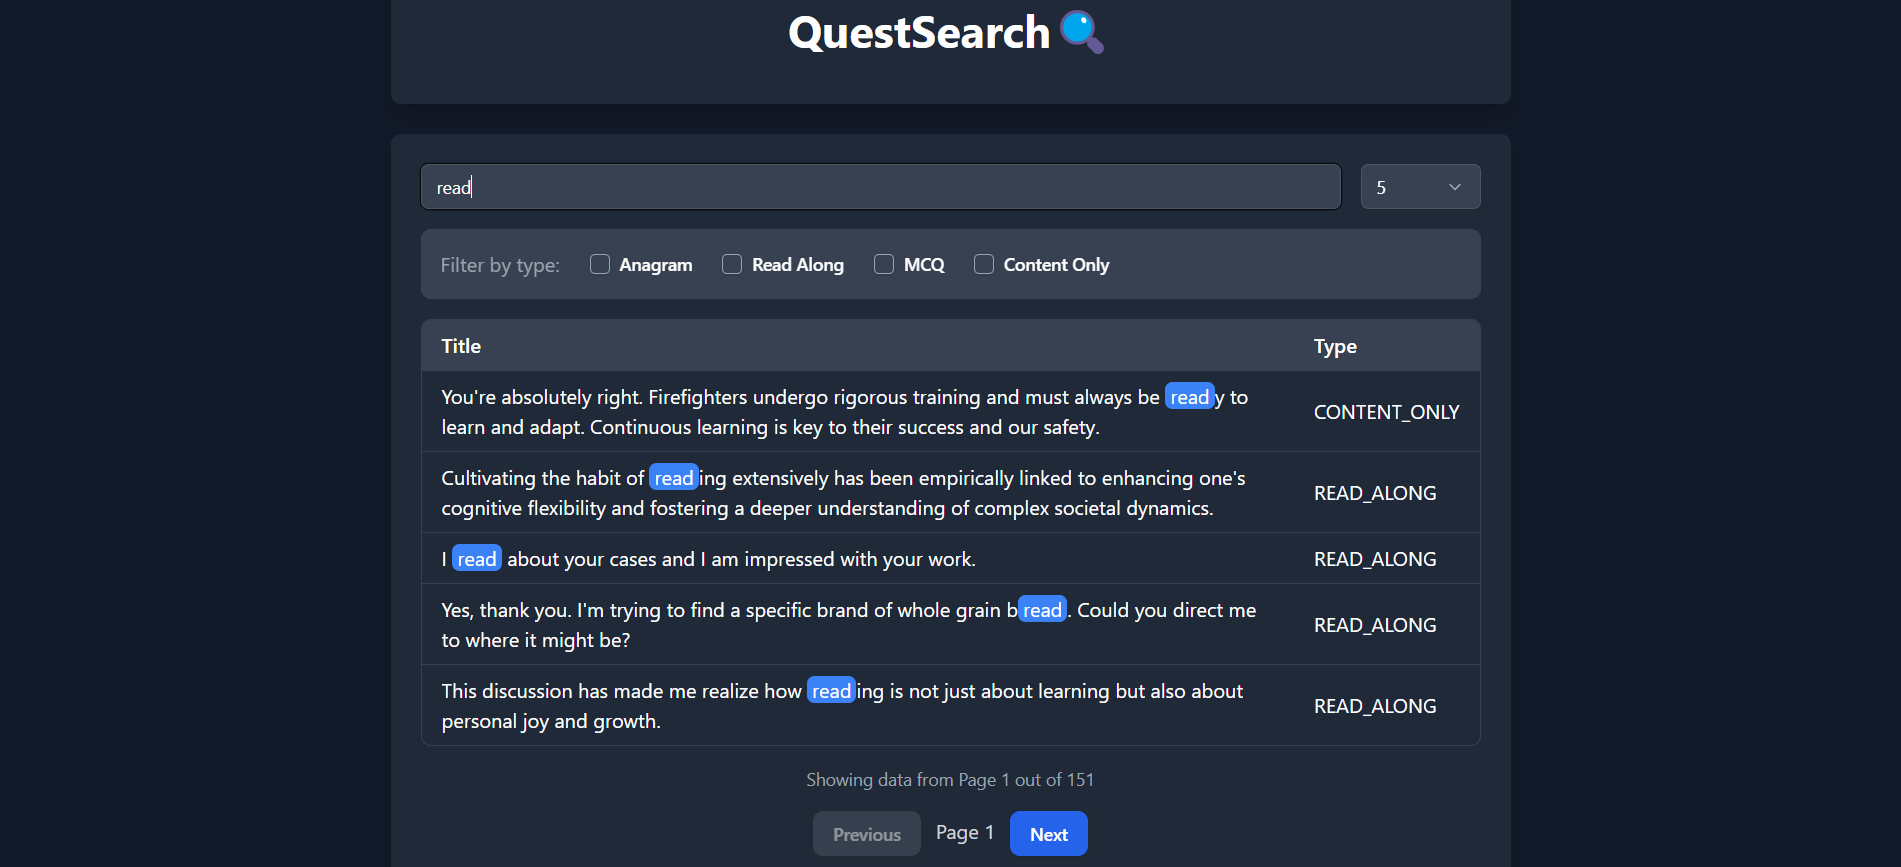 QuestSearch
read
5
Filter by type:
Anagram
Read Along
MCQ
Content Only
Title
Type
You're absolutely right. Firefighters undergo rigorous training and must always be ready to
learn and adapt. Continuous learning is key to their success and our safety.
CONTENT_ONLY
Cultivating the habit of reading extensively has been empirically linked to enhancing one's
cognitive flexibility and fostering a deeper understanding of complex societal dynamics.
READ_ALONG
I read about your cases and I am impressed with your work.
READ_ALONG
Yes, thank you. I'm trying to find a specific brand of whole grain bread. Could you direct me
to where it might be?
READ_ALONG
This discussion has made me realize how reading is not just about learning but also about
personal joy and growth.
READ_ALONG
Showing data from Page 1 out of 151
Previous
Page 1
Next